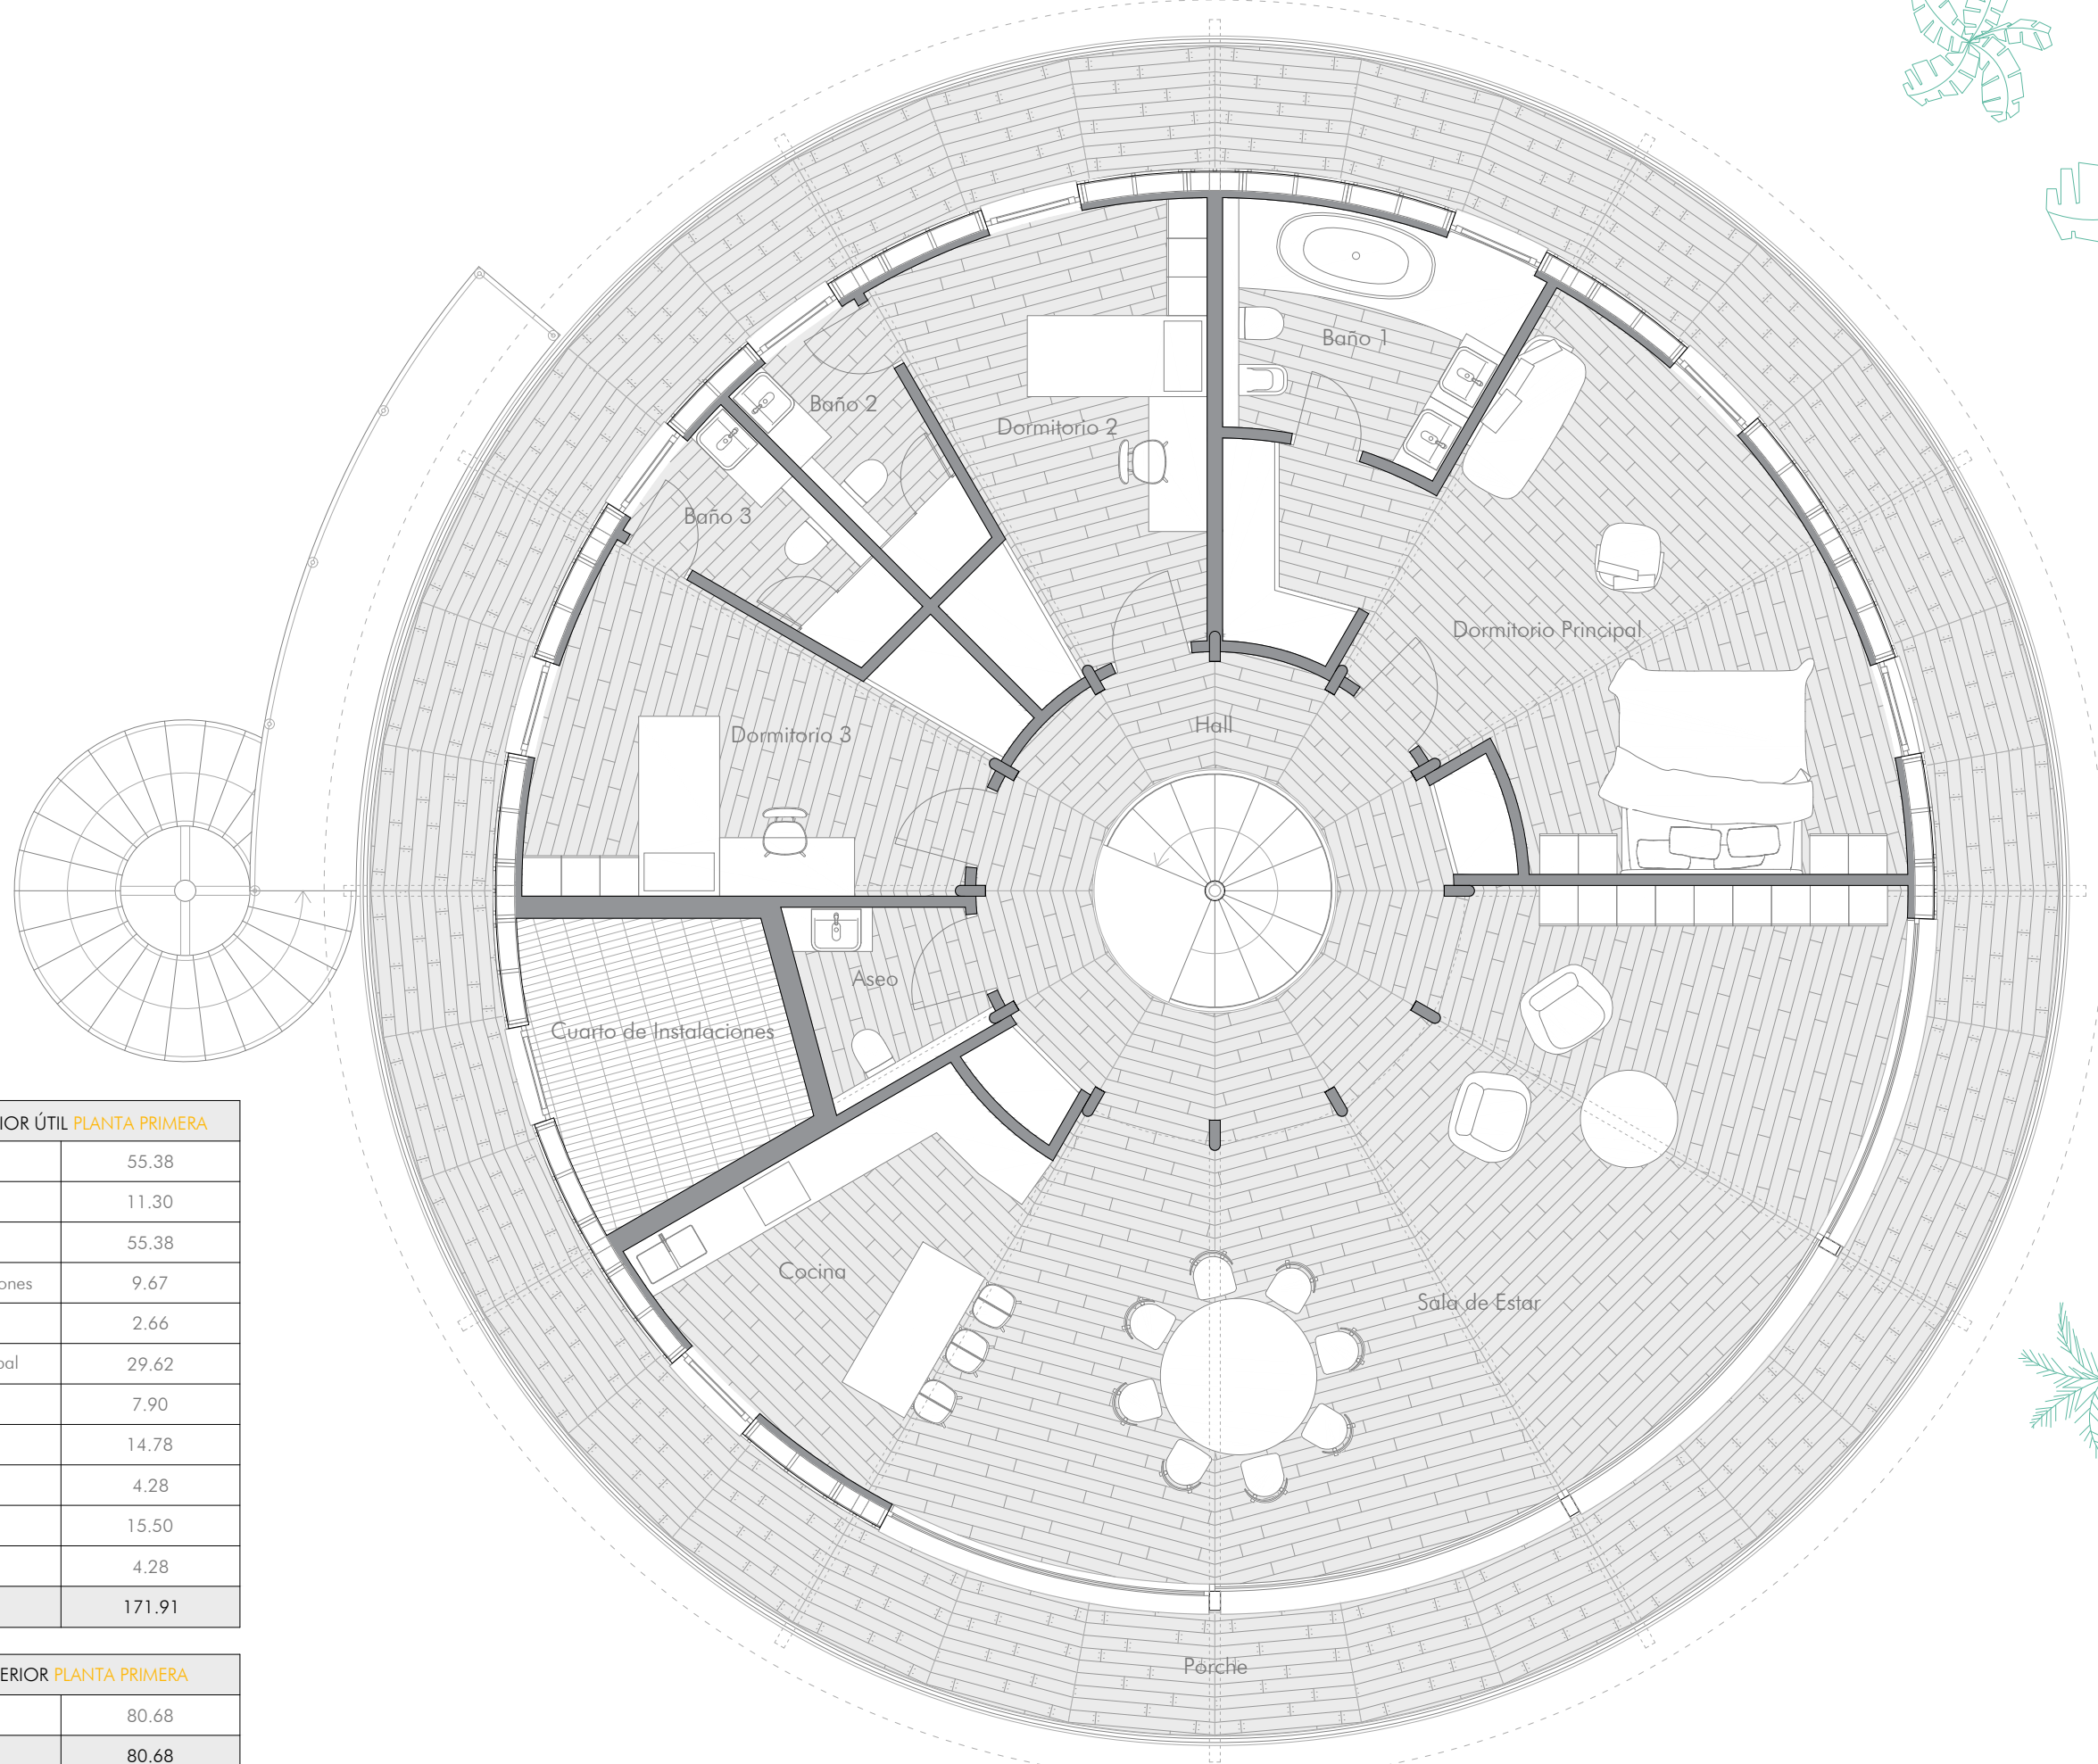 Baño 1
Baño 2
Dormitorio 2
Baño 3
Dormitorio Principal
Hall
Dormitorio 3
Aseo
Cuarto de Instalaciones
Cocina
Sala de Estar
Porche
IOR ÚTIL PLANTA PRIMERA
55.38
11.30
55.38
ones 9.67
2.66
pal 29.62
7.90
14.78
4.28
15.50
4.28
171.91
ERIOR PLANTA PRIMERA
80.68
80.68